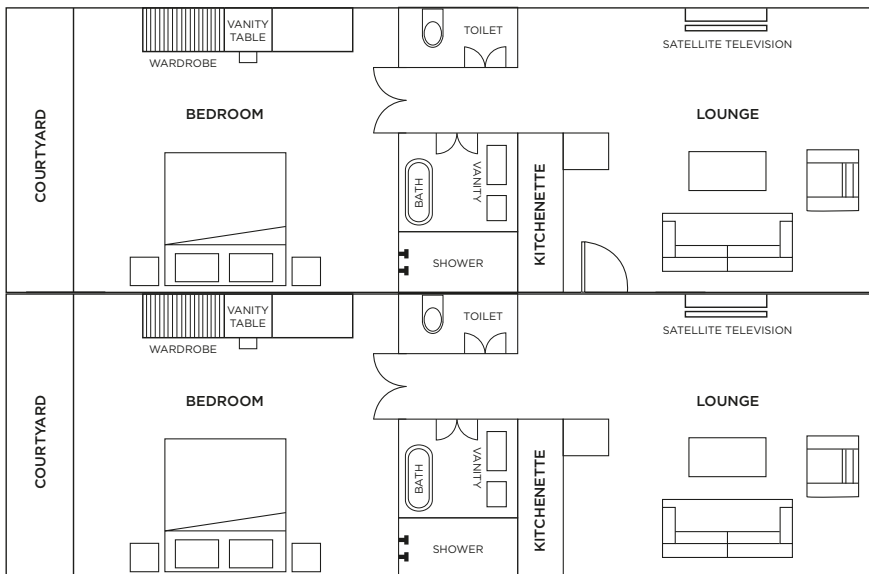 VANITY
TABLE
TOILET
SATELLITE TELEVISION
WARDROBE
BEDROOM
LOUNGE
COURTYARD
BATH
VANITY
KITCHENETTE
SHOWER
VANITY
TABLE
TOILET
SATELLITE TELEVISION
WARDROBE
BEDROOM
LOUNGE
COURTYARD
BATH
VANITY
KITCHENETTE
SHOWER